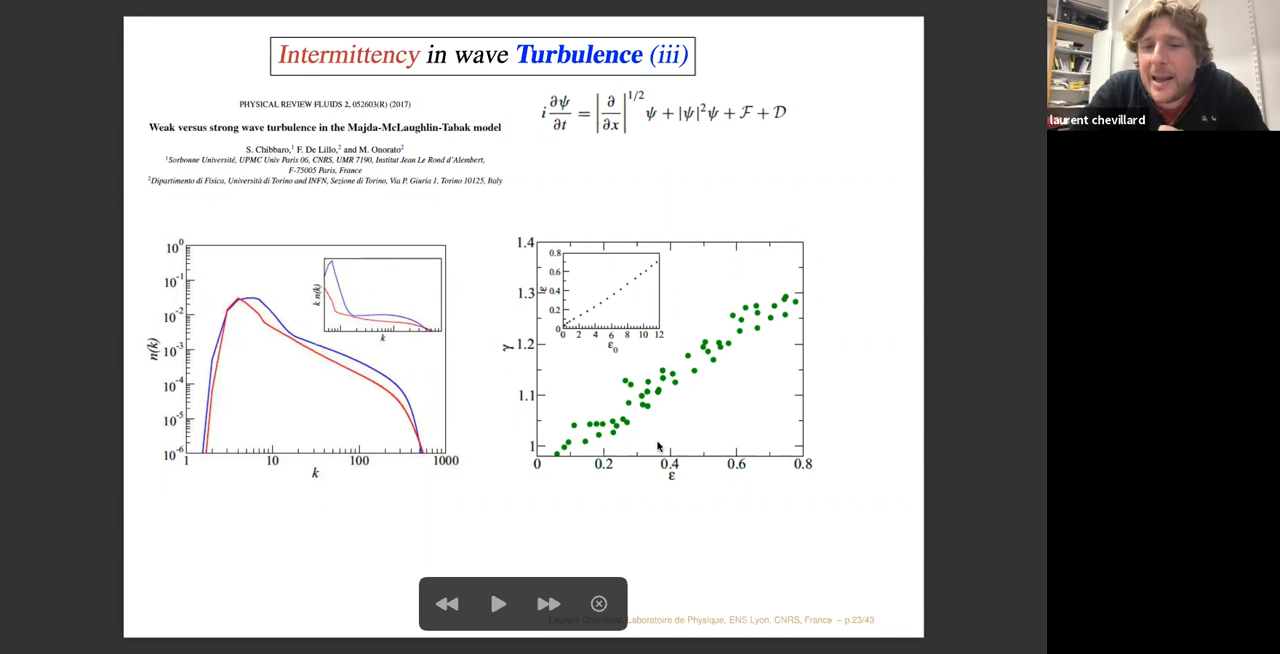 Intermittency in wave Turbulence (iii)
PHYSICAL REVIEW FLUIDS 2, 052603(R) (2017)
Weak versus strong wave turbulence in the Majda-McLaughlin-Tabak model
S. Chibbaro,¹ F. De Lillo,² and M. Onorato²
¹Sorbonne Université, UPMC Univ Paris 06, CNRS, UMR 7190, Institut Jean Le Rond d'Alembert,
F-75005 Paris, France
²Dipartimento di Fisica, Università di Torino and INFN, Sezione di Torino, Via P. Giuria 1, Torino 10125, Italy
i ∂ψ/∂t = |∂/∂x|^1/2 ψ + |ψ|²ψ + F + D
laurent chevillard
n(k)
10^0
10^-1
10^-2
10^-3
10^-4
10^-5
10^-6
1 10 100 1000
k
k n(k)
k
γ
1.4
1.3
1.2
1.1
1
0 0.2 0.4 0.6 0.8
ε
ε
0.8
0.6
0.4
0.2
0
0 2 4 6 8 10 12
ε₀
Laurent Chevillard, Laboratoire de Physique, ENS Lyon, CNRS, France – p.23/43